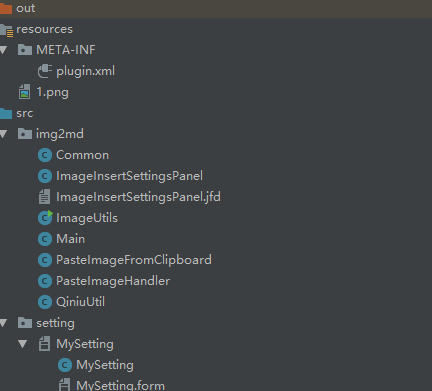 out
resources
META-INF
plugin.xml
1.png
src
img2md
Common
ImageInsertSettingsPanel
ImageInsertSettingsPanel.jfd
ImageUtils
Main
PasteImageFromClipboard
PasteImageHandler
QiniuUtil
setting
MySetting
MySetting
MySetting.form